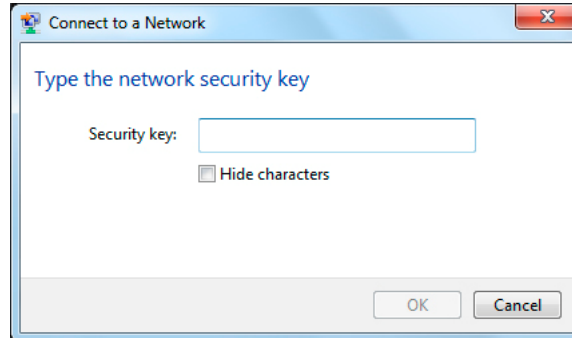 Connect to a Network
Type the network security key
Security key:
Hide characters
OK Cancel